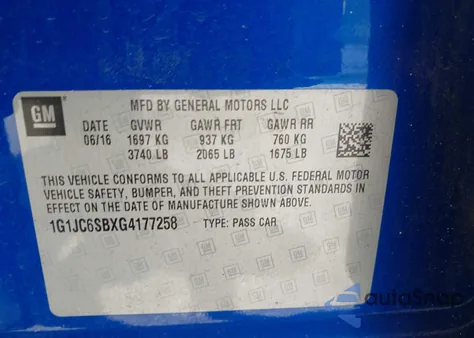 GM
MFD BY GENERAL MOTORS LLC
DATE GVWR GAWR FRT GAWR RR
06/16 1697 KG 937 KG 760 KG
3740 LB 2065 LB 1675 LB
THIS VEHICLE CONFORMS TO ALL APPLICABLE U.S. FEDERAL MOTOR
VEHICLE SAFETY, BUMPER, AND THEFT PREVENTION STANDARDS IN
EFFECT ON THE DATE OF MANUFACTURE SHOWN ABOVE.
1G1JC6SBXG4177258 TYPE: PASS CAR
autoSnap